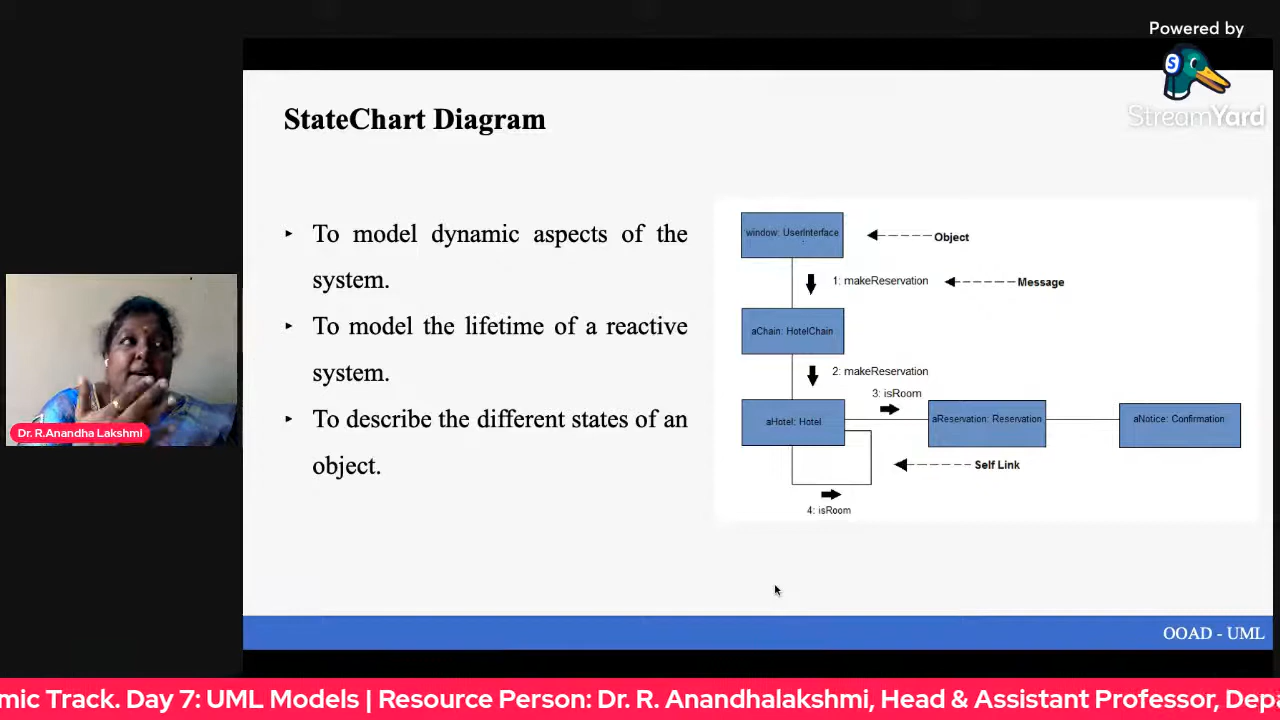 Powered by
S
StreamYard
StateChart Diagram
To model dynamic aspects of the
system.
To model the lifetime of a reactive
system.
To describe the different states of an
object.
window: UserInterface
Object
1: makeReservation
Message
aChain: HotelChain
2: makeReservation
3: isRoom
aHotel: Hotel
aReservation: Reservation
aNotice: Confirmation
Self Link
4: isRoom
Dr. R.Anandha Lakshmi
OOAD - UML
mic Track. Day 7: UML Models | Resource Person: Dr. R. Anandhalakshmi, Head & Assistant Professor, Depa